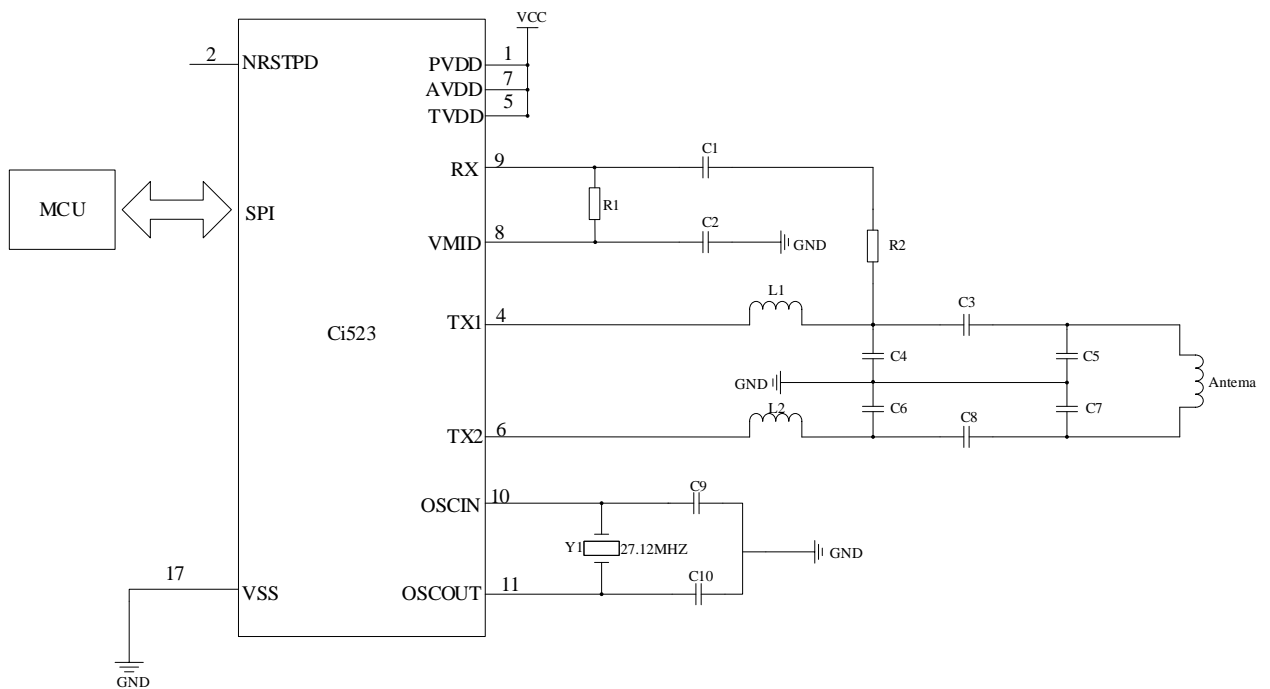 VCC
2
NRSTPD
PVDD
1
AVDD
7
TVDD
5
RX
9
C1
MCU
SPI
R1
VMID
8
C2
GND
R2
L1
C3
TX1
4
Ci523
C4
C5
GND
Antema
L2
C6
C7
C8
TX2
6
OSCIN
10
C9
Y1
27.12MHZ
GND
C10
17
VSS
OSCOUT
11
GND